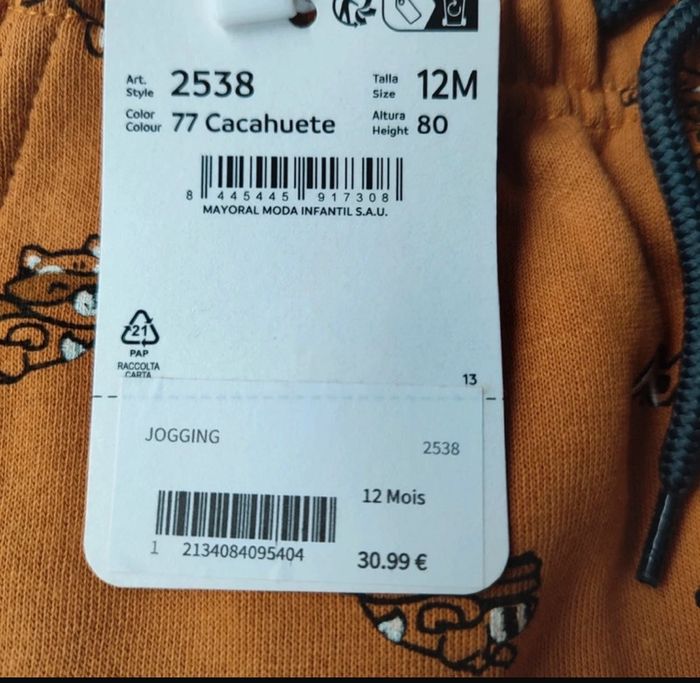 Art. Style 2538 Talla Size 12M
Color Colour 77 Cacahuete Altura Height 80
8 445445 917308
MAYORAL MODA INFANTIL S.A.U.
21
PAP
RACCOLTA
CARTA
13
JOGGING
2538
12 Mois
1 2134084095404
30.99 €